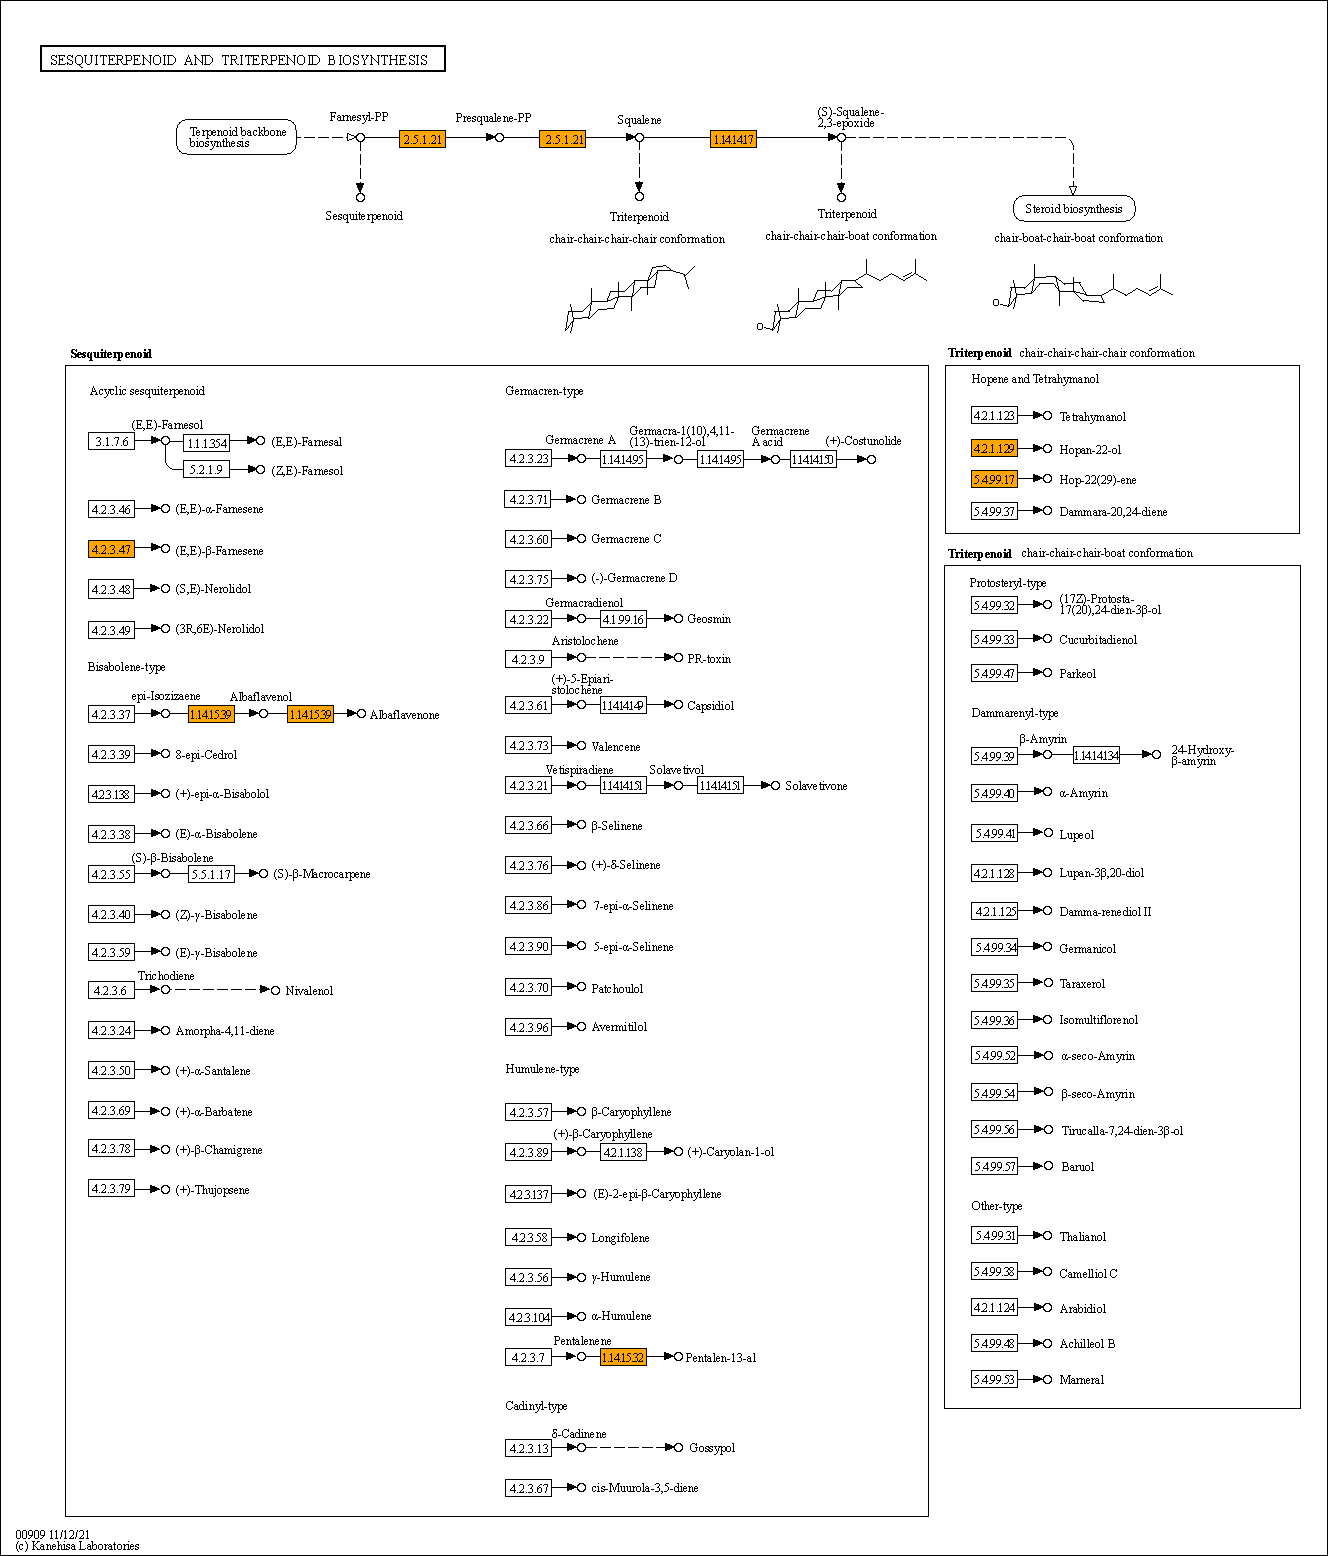 SESQUITERPENOID AND TRITERPENOID BIOSYNTHESIS
Terpenoid backbone
biosynthesis
Farnesyl-PP
2.5.1.21
Presqualene-PP
2.5.1.21
Squalene
1.14.14.17
(S)-Squalene-
2,3-epoxide
Sesquiterpenoid
Triterpenoid
chair-chair-chair-chair conformation
Triterpenoid
chair-chair-chair-boat conformation
Steroid biosynthesis
chair-boat-chair-boat conformation
O
O
Sesquiterpenoid
Acyclic sesquiterpenoid
(E,E)-Farnesol
3.1.7.6
1.1.1.354
(E,E)-Farnesal
5.2.1.9
(Z,E)-Farnesol
4.2.3.46
(E,E)-α-Farnesene
4.2.3.47
(E,E)-β-Farnesene
4.2.3.48
(S,E)-Nerolidol
4.2.3.49
(3R,6E)-Nerolidol
Bisabolene-type
epi-Isozizaene
Albaflavenol
4.2.3.37
1.14.15.39
1.14.15.39
Albaflavenone
4.2.3.39
8-epi-Cedrol
4.2.3.138
(+)-epi-α-Bisabolol
4.2.3.38
(E)-α-Bisabolene
(S)-β-Bisabolene
4.2.3.55
5.5.1.17
(S)-β-Macrocarpene
4.2.3.40
(Z)-γ-Bisabolene
4.2.3.59
(E)-γ-Bisabolene
Trichodiene
4.2.3.6
Nivalenol
4.2.3.24
Amorpha-4,11-diene
4.2.3.50
(+)-α-Santalene
4.2.3.69
(+)-α-Barbatene
4.2.3.78
(+)-β-Chamigrene
4.2.3.79
(+)-Thujopsene
Germacren-type
Germacrene A
Germacra-1(10),4,11-
(13)-trien-12-ol
Germacrene
A acid
(+)-Costunolide
4.2.3.23
1.14.14.95
1.14.14.95
1.14.14.150
4.2.3.71
Germacrene B
4.2.3.60
Germacrene C
4.2.3.75
(-)-Germacrene D
Germacradienol
4.2.3.22
4.1.99.16
Geosmin
Aristolochene
4.2.3.9
PR-toxin
(+)-5-Epiari-
stolochene
4.2.3.61
1.14.14.149
Capsidiol
4.2.3.73
Valencene
Vetispiradiene
Solavetivol
4.2.3.21
1.14.14.151
1.14.14.151
Solavetivone
4.2.3.66
β-Selinene
4.2.3.76
(+)-δ-Selinene
4.2.3.86
7-epi-α-Selinene
4.2.3.90
5-epi-α-Selinene
4.2.3.70
Patchoulol
4.2.3.96
Avermitilol
Humulene-type
4.2.3.57
β-Caryophyllene
(+)-β-Caryophyllene
4.2.3.89
4.2.1.138
(+)-Caryolan-1-ol
4.2.3.137
(E)-2-epi-β-Caryophyllene
4.2.3.58
Longifolene
4.2.3.56
γ-Humulene
4.2.3.104
α-Humulene
Pentalenene
4.2.3.7
1.14.15.32
Pentalen-13-al
Cadinyl-type
δ-Cadinene
4.2.3.13
Gossypol
4.2.3.67
cis-Muurola-3,5-diene
Triterpenoid chair-chair-chair-chair conformation
Hopene and Tetrahymanol
4.2.1.123
Tetrahymanol
4.2.1.129
Hopan-22-ol
5.4.99.17
Hop-22(29)-ene
5.4.99.37
Dammara-20,24-diene
Triterpenoid chair-chair-chair-boat conformation
Protosteryl-type
5.4.99.32
(17Z)-Protosta-
17(20),24-dien-3β-ol
5.4.99.33
Cucurbitadienol
5.4.99.47
Parkeol
Dammarenyl-type
β-Amyrin
5.4.99.39
1.14.14.134
24-Hydroxy-
β-amyrin
5.4.99.40
α-Amyrin
5.4.99.41
Lupeol
4.2.1.128
Lupan-3β,20-diol
4.2.1.125
Damma-renediol II
5.4.99.34
Germanicol
5.4.99.35
Taraxerol
5.4.99.36
Isomultiflorenol
5.4.99.52
α-seco-Amyrin
5.4.99.54
β-seco-Amyrin
5.4.99.56
Tirucalla-7,24-dien-3β-ol
5.4.99.57
Baruol
Other-type
5.4.99.31
Thalianol
5.4.99.38
Camelliol C
4.2.1.124
Arabidiol
5.4.99.48
Achilleol B
5.4.99.53
Marneral
00909 11/12/21
(c) Kanehisa Laboratories